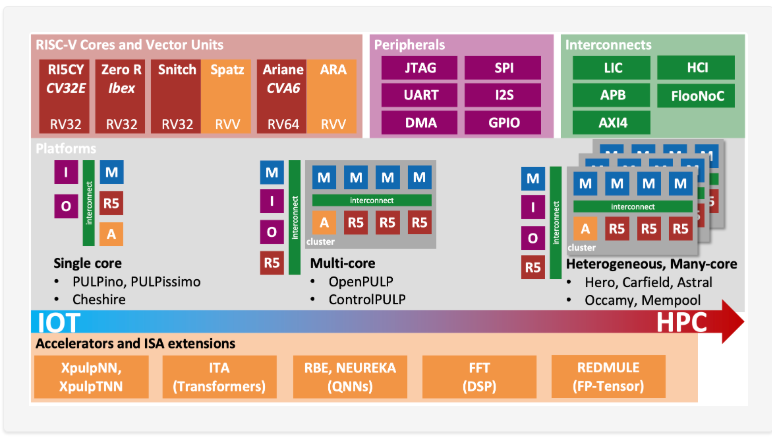 RISC-V Cores and Vector Units
RI5CY
CV32E
RV32
Zero R
Ibex
RV32
Snitch
RV32
Spatz
RVV
Ariane
CVA6
RV64
ARA
RVV
Peripherals
JTAG
SPI
UART
I2S
DMA
GPIO
Interconnects
LIC
HCI
APB
FlooNoC
AXI4
Platforms
I
O
interconnect
M
R5
A
Single core
• PULPino, PULPissimo
• Cheshire
M
I
O
R5
interconnect
M M M M
interconnect
A R5 R5 R5
cluster
Multi-core
• OpenPULP
• ControlPULP
M
I
O
R5
interconnect
M M M M
M M M M
interconnect
A R5 R5 R5
R5
cluster
Heterogeneous, Many-core
• Hero, Carfield, Astral
• Occamy, Mempool
IOT
HPC
Accelerators and ISA extensions
XpulpNN,
XpulpTNN
ITA
(Transformers)
RBE, NEUREKA
(QNNs)
FFT
(DSP)
REDMULE
(FP-Tensor)